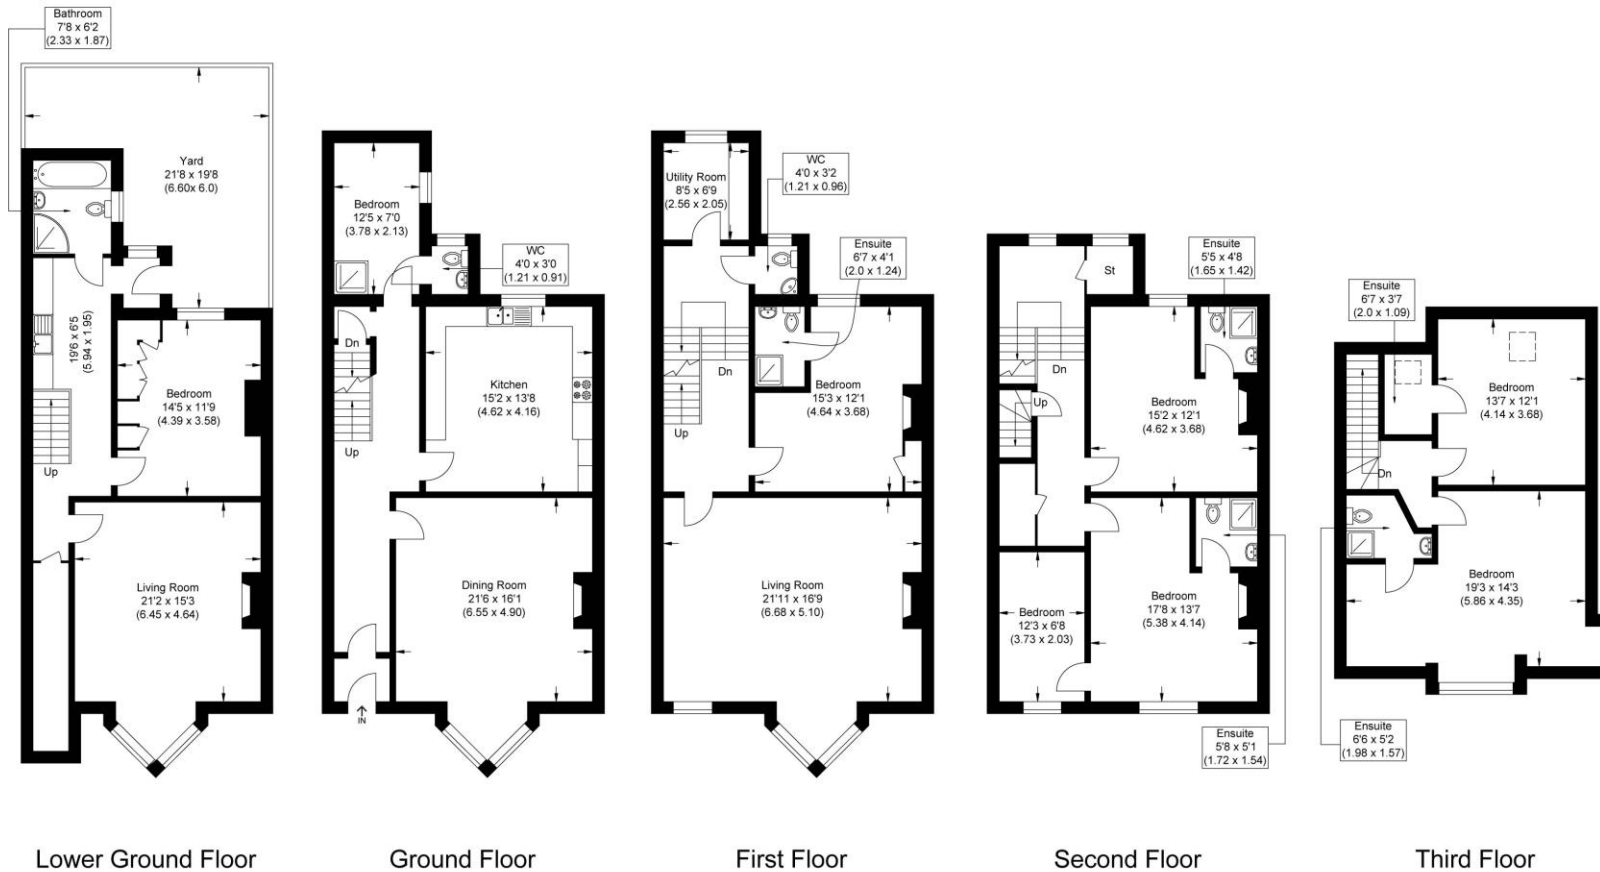 Bathroom
7'8 x 6'2
(2.33 x 1.87)
Yard
21'8 x 19'8
(6.60x 6.0)
19'6 x 6'5
(5.94 x 1.95)
Bedroom
14'5 x 11'9
(4.39 x 3.58)
Up
Living Room
21'2 x 15'3
(6.45 x 4.64)
Lower Ground Floor
Bedroom
12'5 x 7'0
(3.78 x 2.13)
WC
4'0 x 3'0
(1.21 x 0.91)
Dn
Kitchen
15'2 x 13'8
(4.62 x 4.16)
Up
Dining Room
21'6 x 16'1
(6.55 x 4.90)
IN
Ground Floor
Utility Room
8'5 x 6'9
(2.56 x 2.05)
WC
4'0 x 3'2
(1.21 x 0.96)
Ensuite
6'7 x 4'1
(2.0 x 1.24)
Dn
Bedroom
15'3 x 12'1
(4.64 x 3.68)
Up
Living Room
21'11 x 16'9
(6.68 x 5.10)
First Floor
St
Ensuite
5'5 x 4'8
(1.65 x 1.42)
Dn
Up
Bedroom
15'2 x 12'1
(4.62 x 3.68)
Bedroom
12'3 x 6'8
(3.73 x 2.03)
Bedroom
17'8 x 13'7
(5.38 x 4.14)
Ensuite
5'8 x 5'1
(1.72 x 1.54)
Second Floor
Ensuite
6'7 x 3'7
(2.0 x 1.09)
Bedroom
13'7 x 12'1
(4.14 x 3.68)
Dn
Bedroom
19'3 x 14'3
(5.86 x 4.35)
Ensuite
6'6 x 5'2
(1.98 x 1.57)
Third Floor